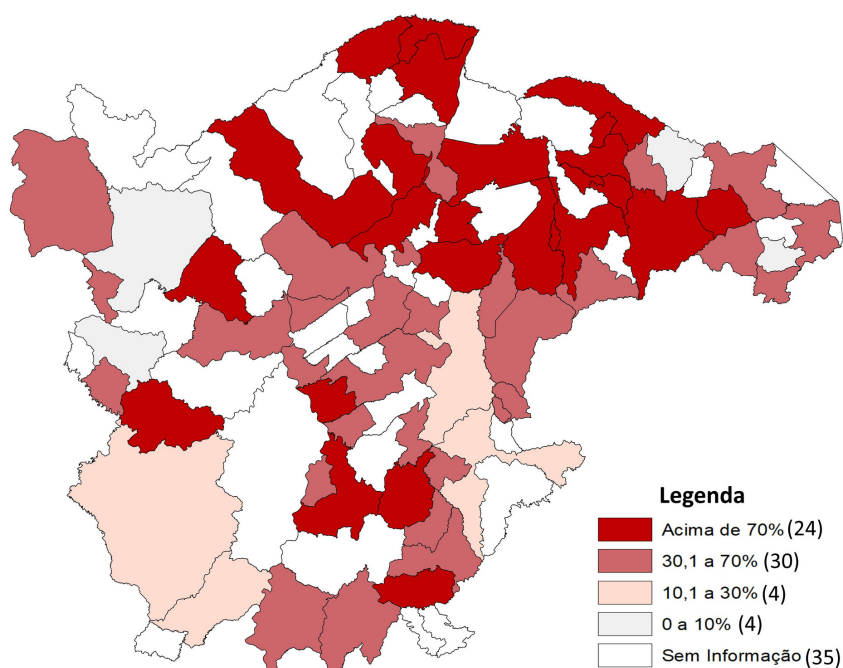 Legenda
Acima de 70% (24)
30,1 a 70% (30)
10,1 a 30% (4)
0 a 10% (4)
Sem Informação (35)